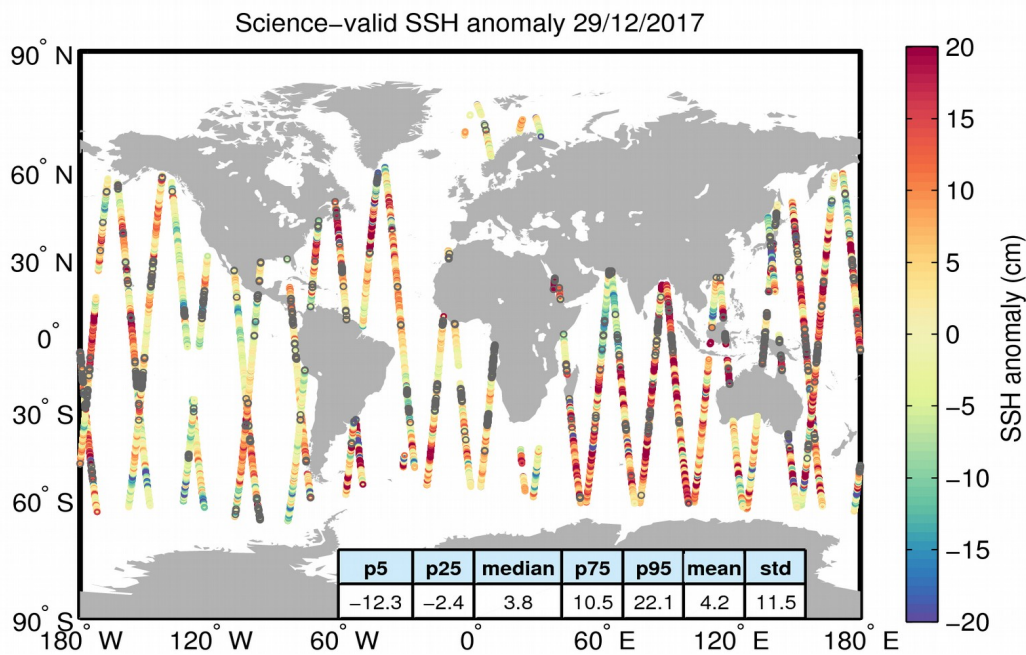 Science−valid SSH anomaly 29/12/2017
90° N
60° N
30° N
0°
30° S
60° S
90° S
180° W
120° W
60° W
0°
60° E
120° E
180° E
p5 p25 median p75 p95 mean std
−12.3 −2.4 3.8 10.5 22.1 4.2 11.5
20
15
10
5
0
−5
−10
−15
−20
SSH anomaly (cm)